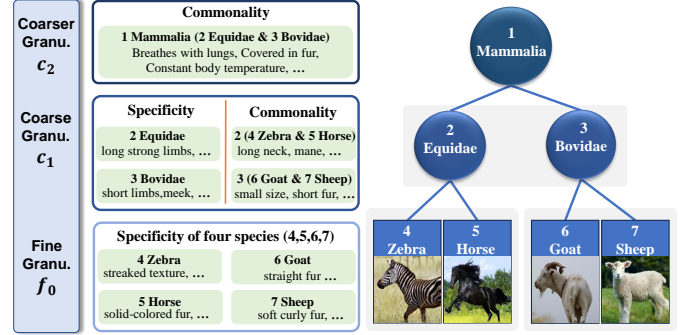 Coarser
Granu.
c₂
Commonality
1 Mammalia (2 Equidae & 3 Bovidae)
Breathes with lungs, Covered in fur,
Constant body temperature, ...
Coarse
Granu.
c₁
Specificity
2 Equidae
long strong limbs, ...
3 Bovidae
short limbs,meek, ...
Commonality
2 (4 Zebra & 5 Horse)
long neck, mane, ...
3 (6 Goat & 7 Sheep)
small size, short fur, ...
Fine
Granu.
f₀
Specificity of four species (4,5,6,7)
4 Zebra
streaked texture, ...
6 Goat
straight fur ...
5 Horse
solid-colored fur, ...
7 Sheep
soft curly fur, ...
1
Mammalia
2
Equidae
3
Bovidae
4
Zebra
5
Horse
6
Goat
7
Sheep